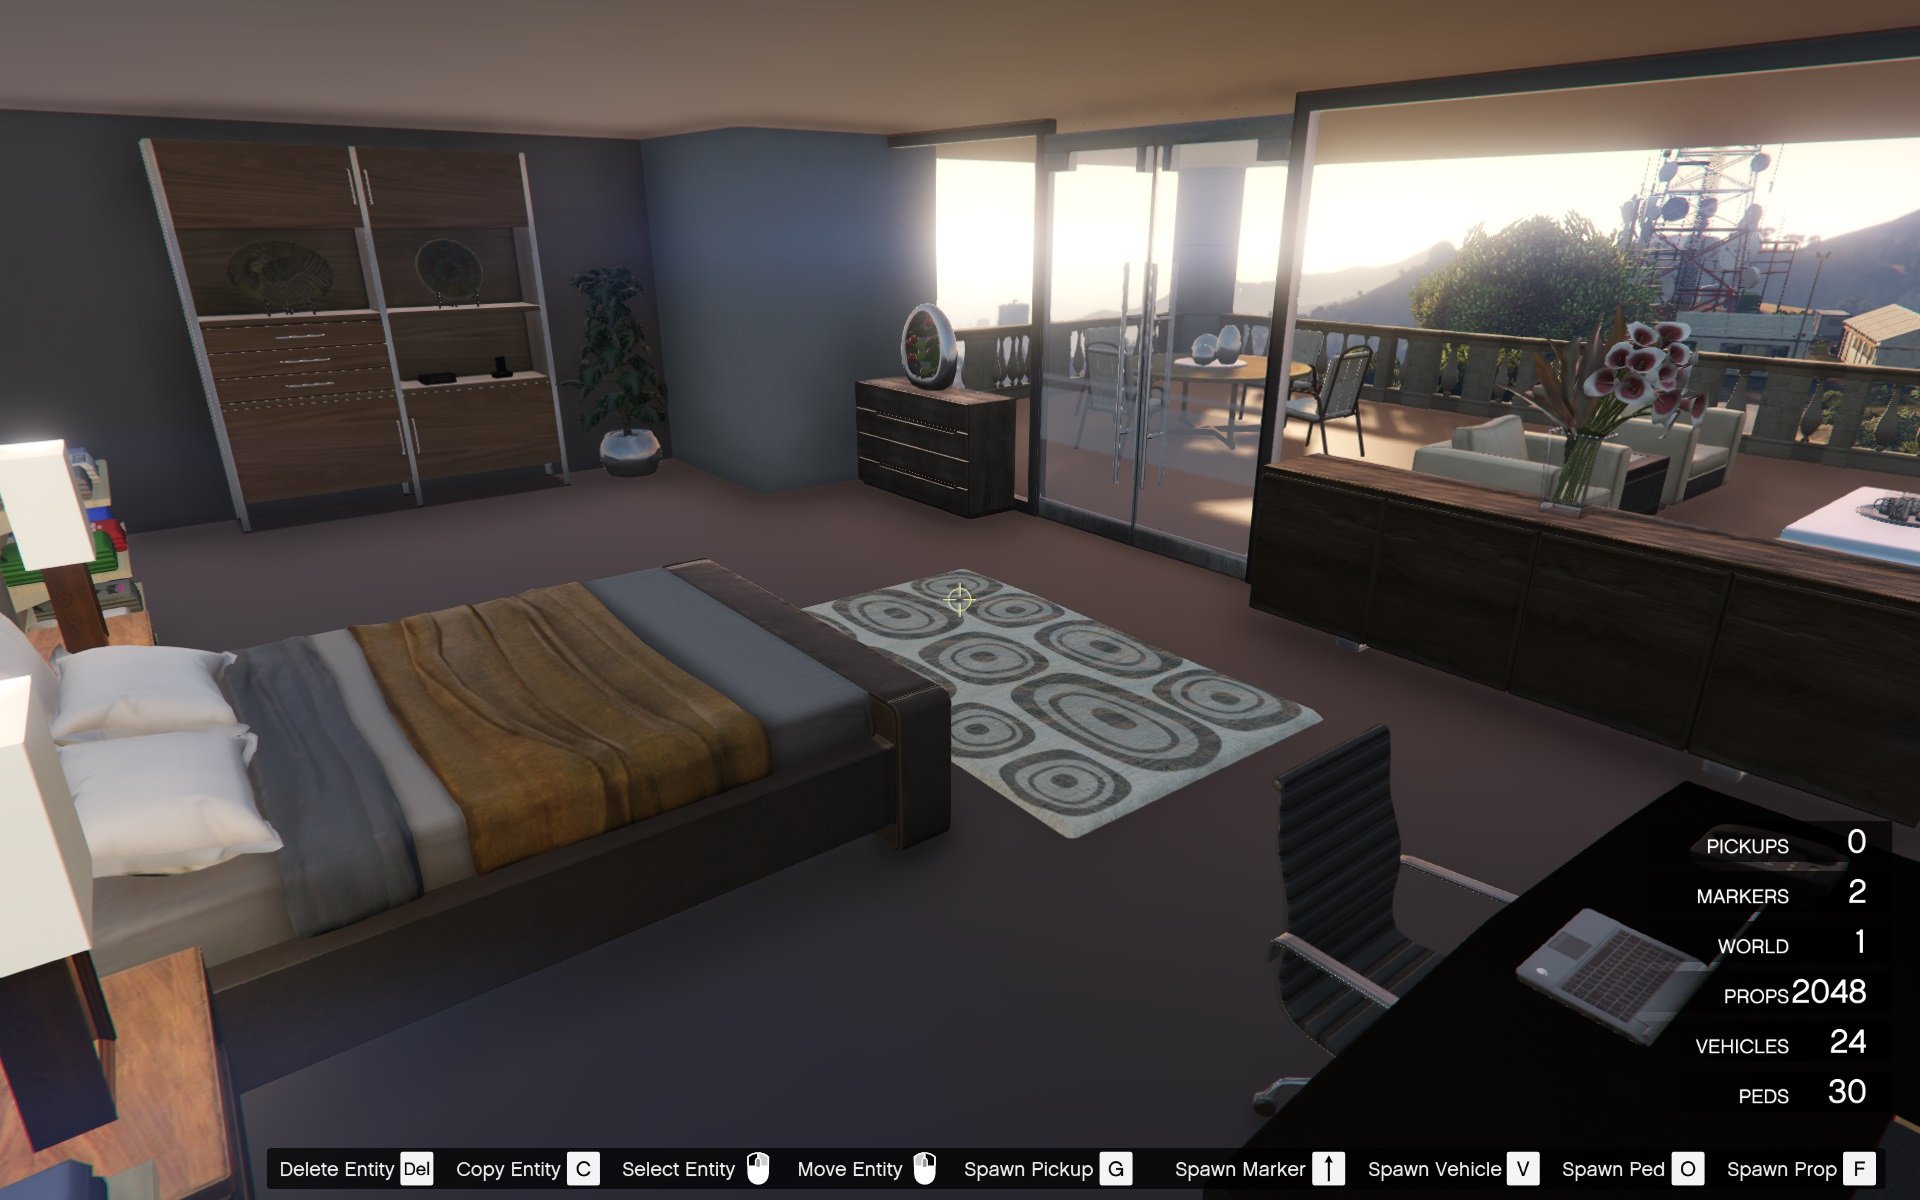 PICKUPS 0
MARKERS 2
WORLD 1
PROPS 2048
VEHICLES 24
PEDS 30
Delete Entity Del Copy Entity C Select Entity Move Entity Spawn Pickup G Spawn Marker ↑ Spawn Vehicle V Spawn Ped O Spawn Prop F